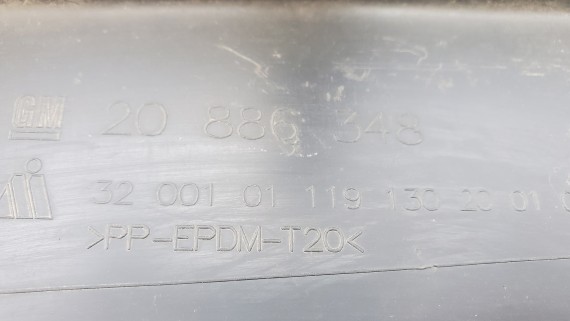 GM 20 886 348
32 001 01 119 130 20 01
>PP-EPDM-T20<